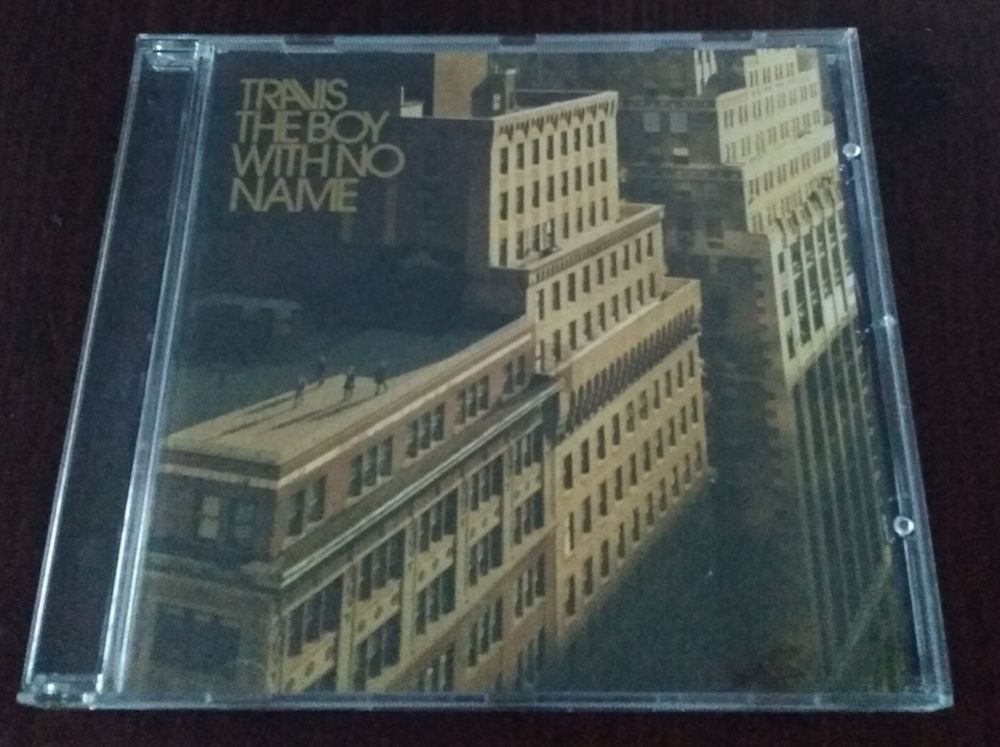 TRAVIS
THE BOY
WITH NO
NAME